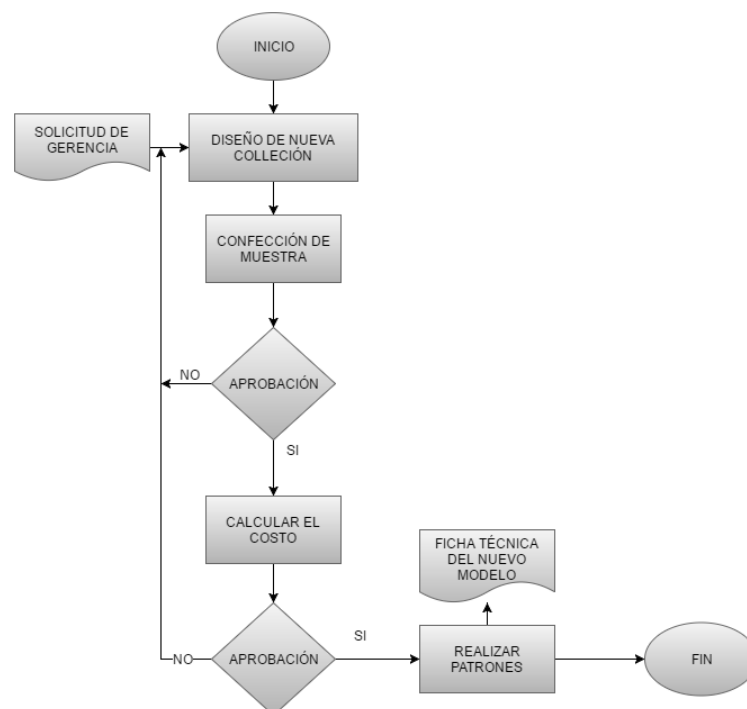 INICIO
SOLICITUD DE
GERENCIA
DISEÑO DE NUEVA
COLLECIÓN
CONFECCIÓN DE
MUESTRA
NO
APROBACIÓN
SI
CALCULAR EL
COSTO
FICHA TÉCNICA
DEL NUEVO
MODELO
NO
APROBACIÓN
SI
REALIZAR
PATRONES
FIN